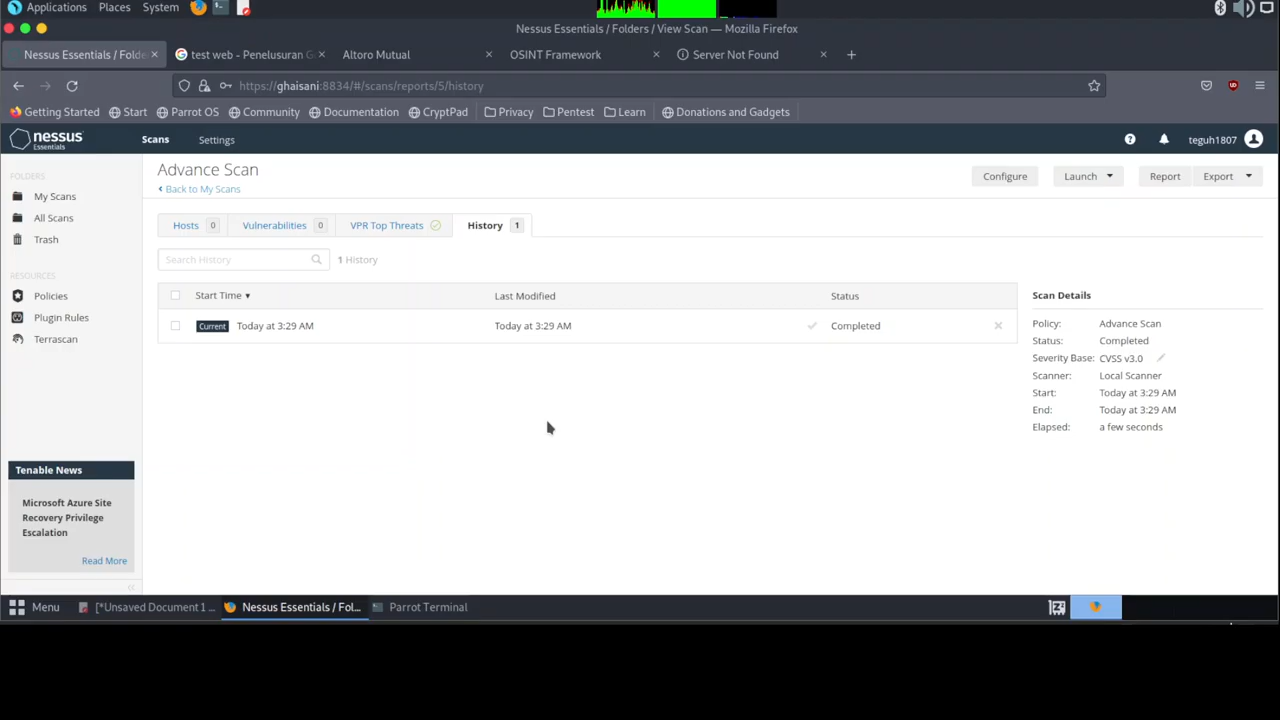 Applications Places System
Nessus Essentials / Folders / View Scan — Mozilla Firefox
Nessus Essentials / Folde
test web - Penelusuran G
Altoro Mutual
OSINT Framework
Server Not Found
https://ghaisani:8834/#/scans/reports/5/history
Getting Started Start Parrot OS Community Documentation CryptPad Privacy Pentest Learn Donations and Gadgets
nessus
Essentials
Scans Settings
teguh1807
FOLDERS
My Scans
All Scans
Trash
RESOURCES
Policies
Plugin Rules
Terrascan
Tenable News
Microsoft Azure Site
Recovery Privilege
Escalation
Read More
Advance Scan
Back to My Scans
Configure Launch Report Export
Hosts 0 Vulnerabilities 0 VPR Top Threats History 1
Search History 1 History
Start Time Last Modified Status
Current Today at 3:29 AM Today at 3:29 AM Completed
Scan Details
Policy: Advance Scan
Status: Completed
Severity Base: CVSS v3.0
Scanner: Local Scanner
Start: Today at 3:29 AM
End: Today at 3:29 AM
Elapsed: a few seconds
Menu [*Unsaved Document 1 ... Nessus Essentials / Fol... Parrot Terminal